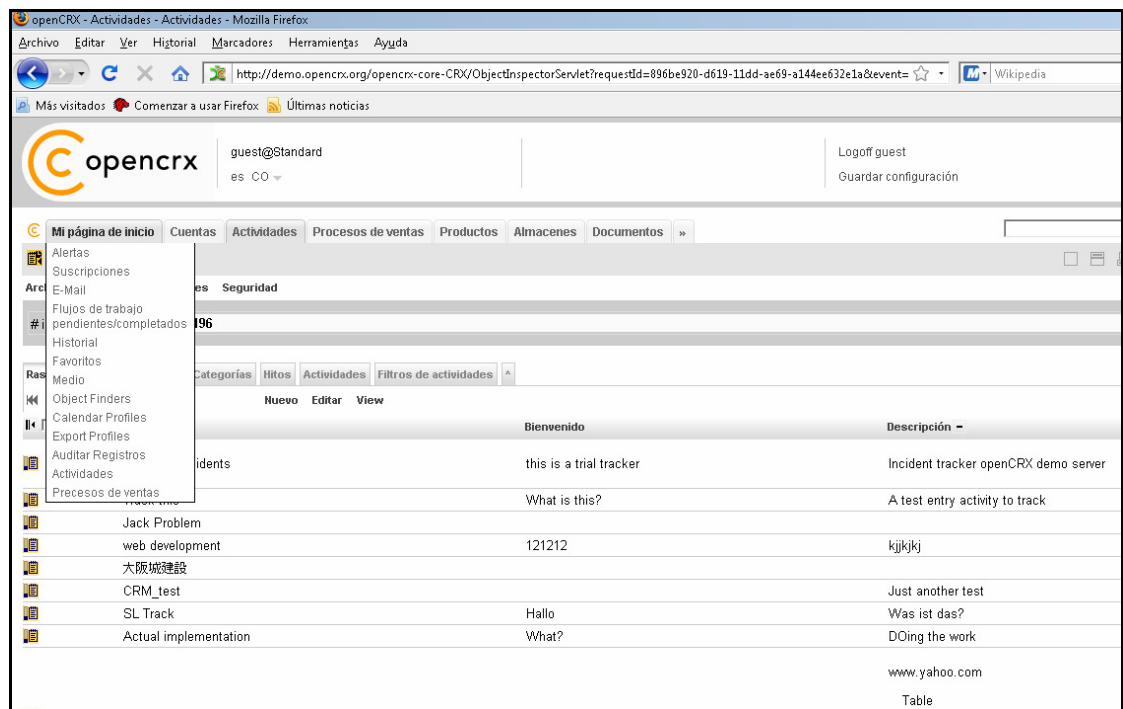 openCRX - Actividades - Actividades - Mozilla Firefox
Archivo Editar Ver Historial Marcadores Herramientas Ayuda
http://demo.opencrx.org/opencrx-core-CRX/ObjectInspectorServlet?requestId=896be920-d619-11dd-ae69-a144ee632e1a&event= Wikipedia
Más visitados Comenzar a usar Firefox Últimas noticias
opencrx
guest@Standard
es CO
Logoff guest
Guardar configuración
Mi página de inicio Cuentas Actividades Procesos de ventas Productos Almacenes Documentos »
Alertas
Suscripciones
E-Mail
Flujos de trabajo
pendientes/completados
Historial
Favoritos
Medio
Object Finders
Calendar Profiles
Export Profiles
Auditar Registros
Actividades
Precesos de ventas
Seguridad
Categorías Hitos Actividades Filtros de actividades
Nuevo Editar View
Bienvenido Descripción
idents this is a trial tracker Incident tracker openCRX demo server
What is this? A test entry activity to track
Jack Problem
web development 121212 kjjkjkj
大阪城建設
CRM_test Just another test
SL Track Hallo Was ist das?
Actual implementation What? DOing the work
www.yahoo.com
Table